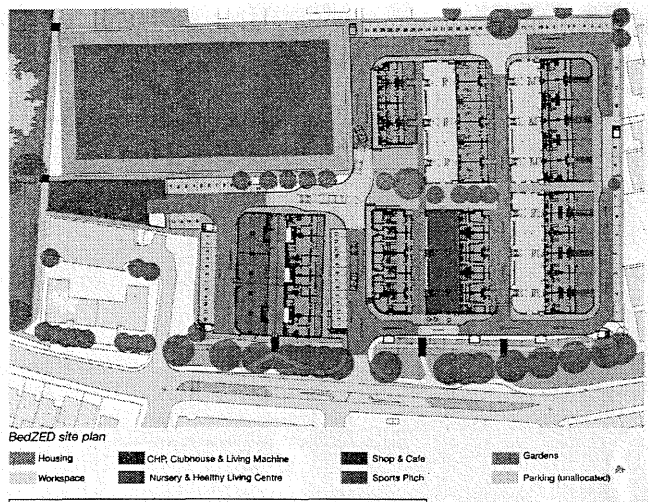 BedZED site plan
Housing
CHP, Clubhouse & Living Machine
Shop & Cafe
Gardens
Workspace
Nursery & Healthy Living Centre
Sports Pitch
Parking (unallocated)